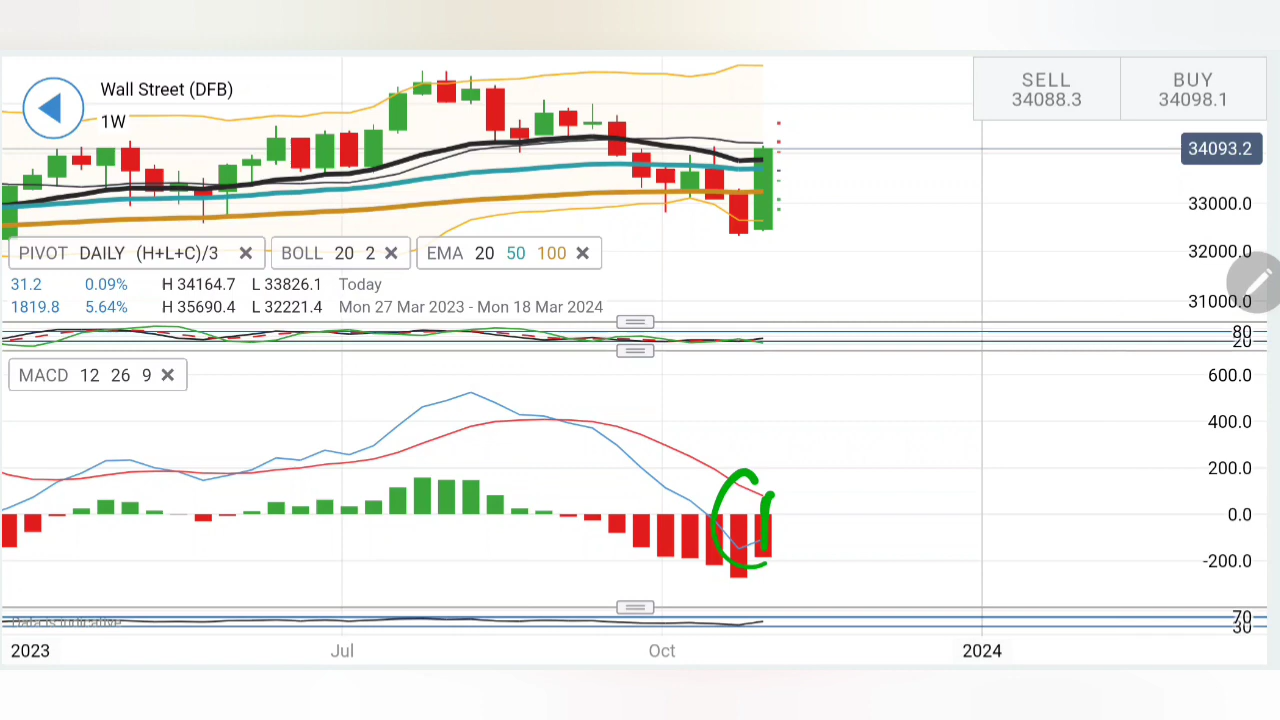 Wall Street (DFB)
1W
SELL
34088.3
BUY
34098.1
34093.2
33000.0
32000.0
31000.0
PIVOT DAILY (H+L+C)/3
BOLL 20 2
EMA 20 50 100
31.2 0.09% H 34164.7 L 33826.1 Today
1819.8 5.64% H 35690.4 L 32221.4 Mon 27 Mar 2023 - Mon 18 Mar 2024
80
20
MACD 12 26 9
600.0
400.0
200.0
0.0
-200.0
Data is indicative
70
30
2023 Jul Oct 2024